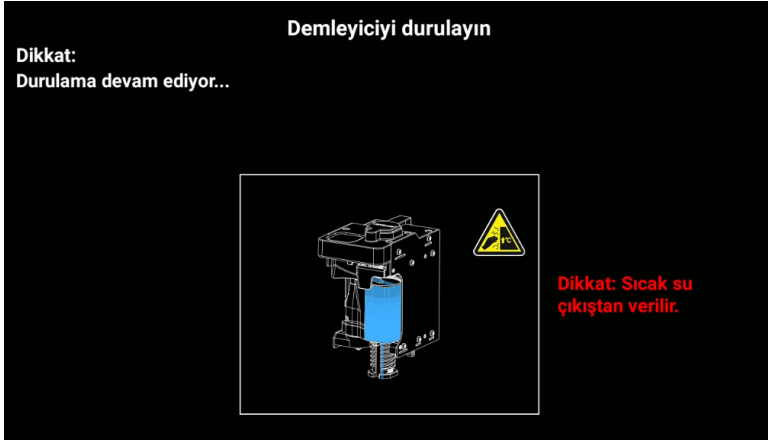 Demleyiciyi durulayın
Dikkat:
Durulama devam ediyor...
Dikkat: Sıcak su
çıkıştan verilir.